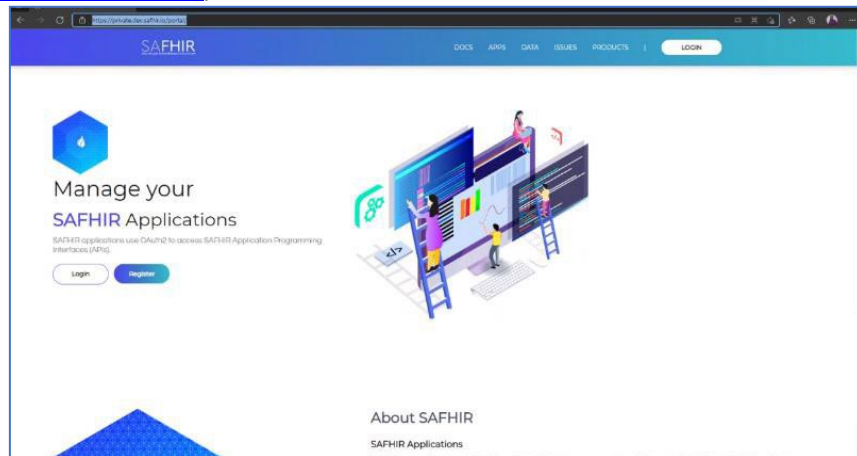 https://private.dev.safhir.io/portal/
SAFHIR
DOCS APPS DATA ISSUES PRODUCTS | LOGIN
Manage your
SAFHIR Applications
SAFHIR applications use OAuth2 to access SAFHIR Application Programming
Interfaces (APIs).
Login Register
</>
About SAFHIR
SAFHIR Applications